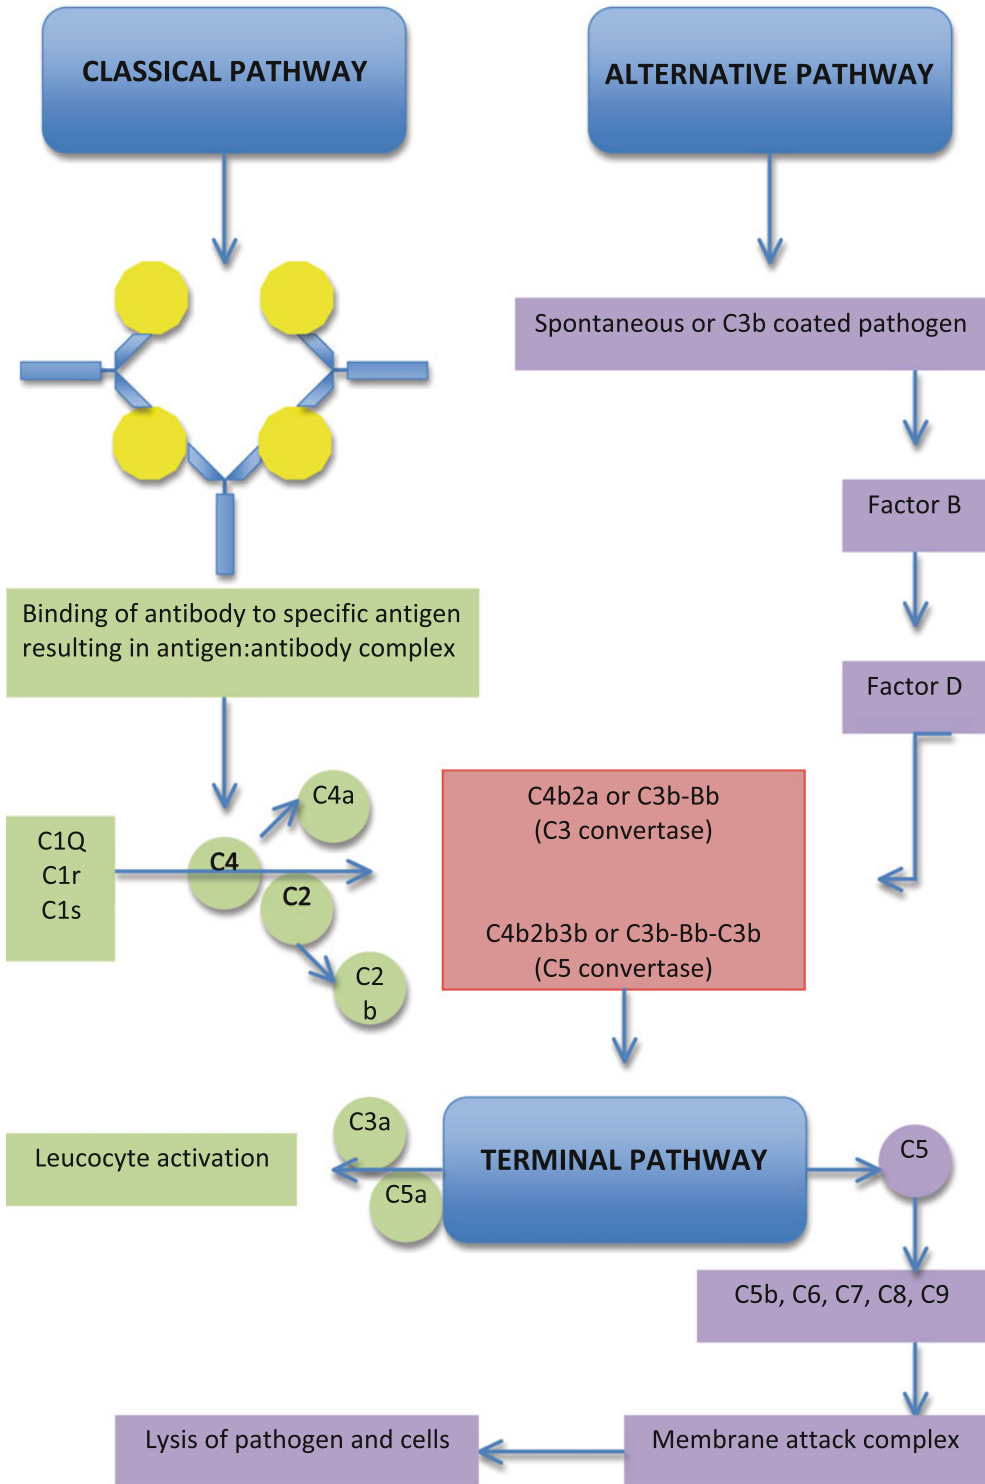 CLASSICAL PATHWAY
ALTERNATIVE PATHWAY
Spontaneous or C3b coated pathogen
Factor B
Factor D
Binding of antibody to specific antigen
resulting in antigen:antibody complex
C1Q
C1r
C1s
C4
C4a
C2
C2
b
C4b2a or C3b-Bb
(C3 convertase)
C4b2b3b or C3b-Bb-C3b
(C5 convertase)
TERMINAL PATHWAY
C3a
C5a
Leucocyte activation
C5
C5b, C6, C7, C8, C9
Membrane attack complex
Lysis of pathogen and cells